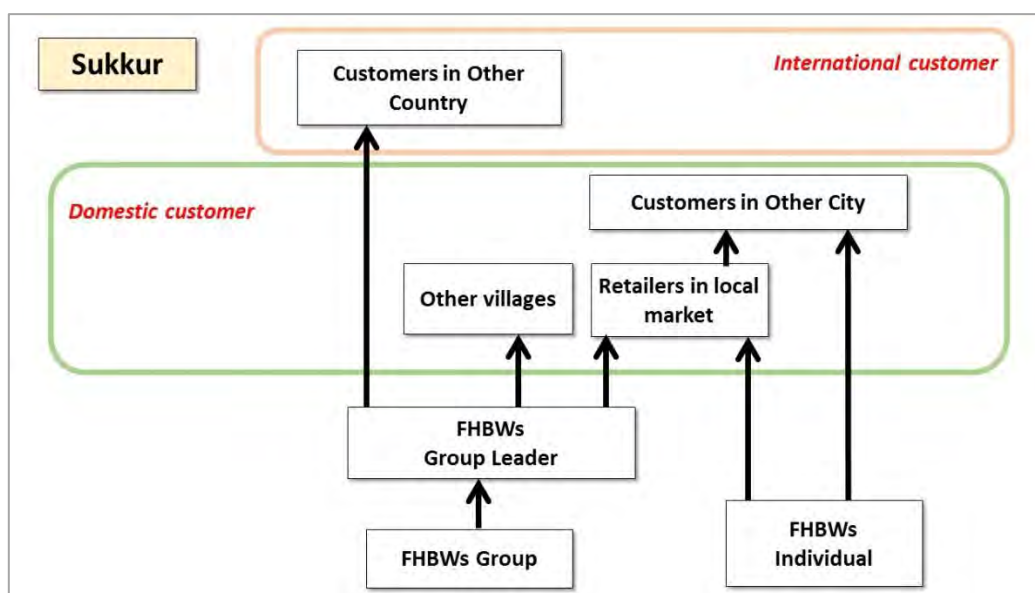 Sukkur
Customers in Other
Country
International customer
Domestic customer
Customers in Other City
Other villages
Retailers in local
market
FHBWs
Group Leader
FHBWs Group
FHBWs
Individual